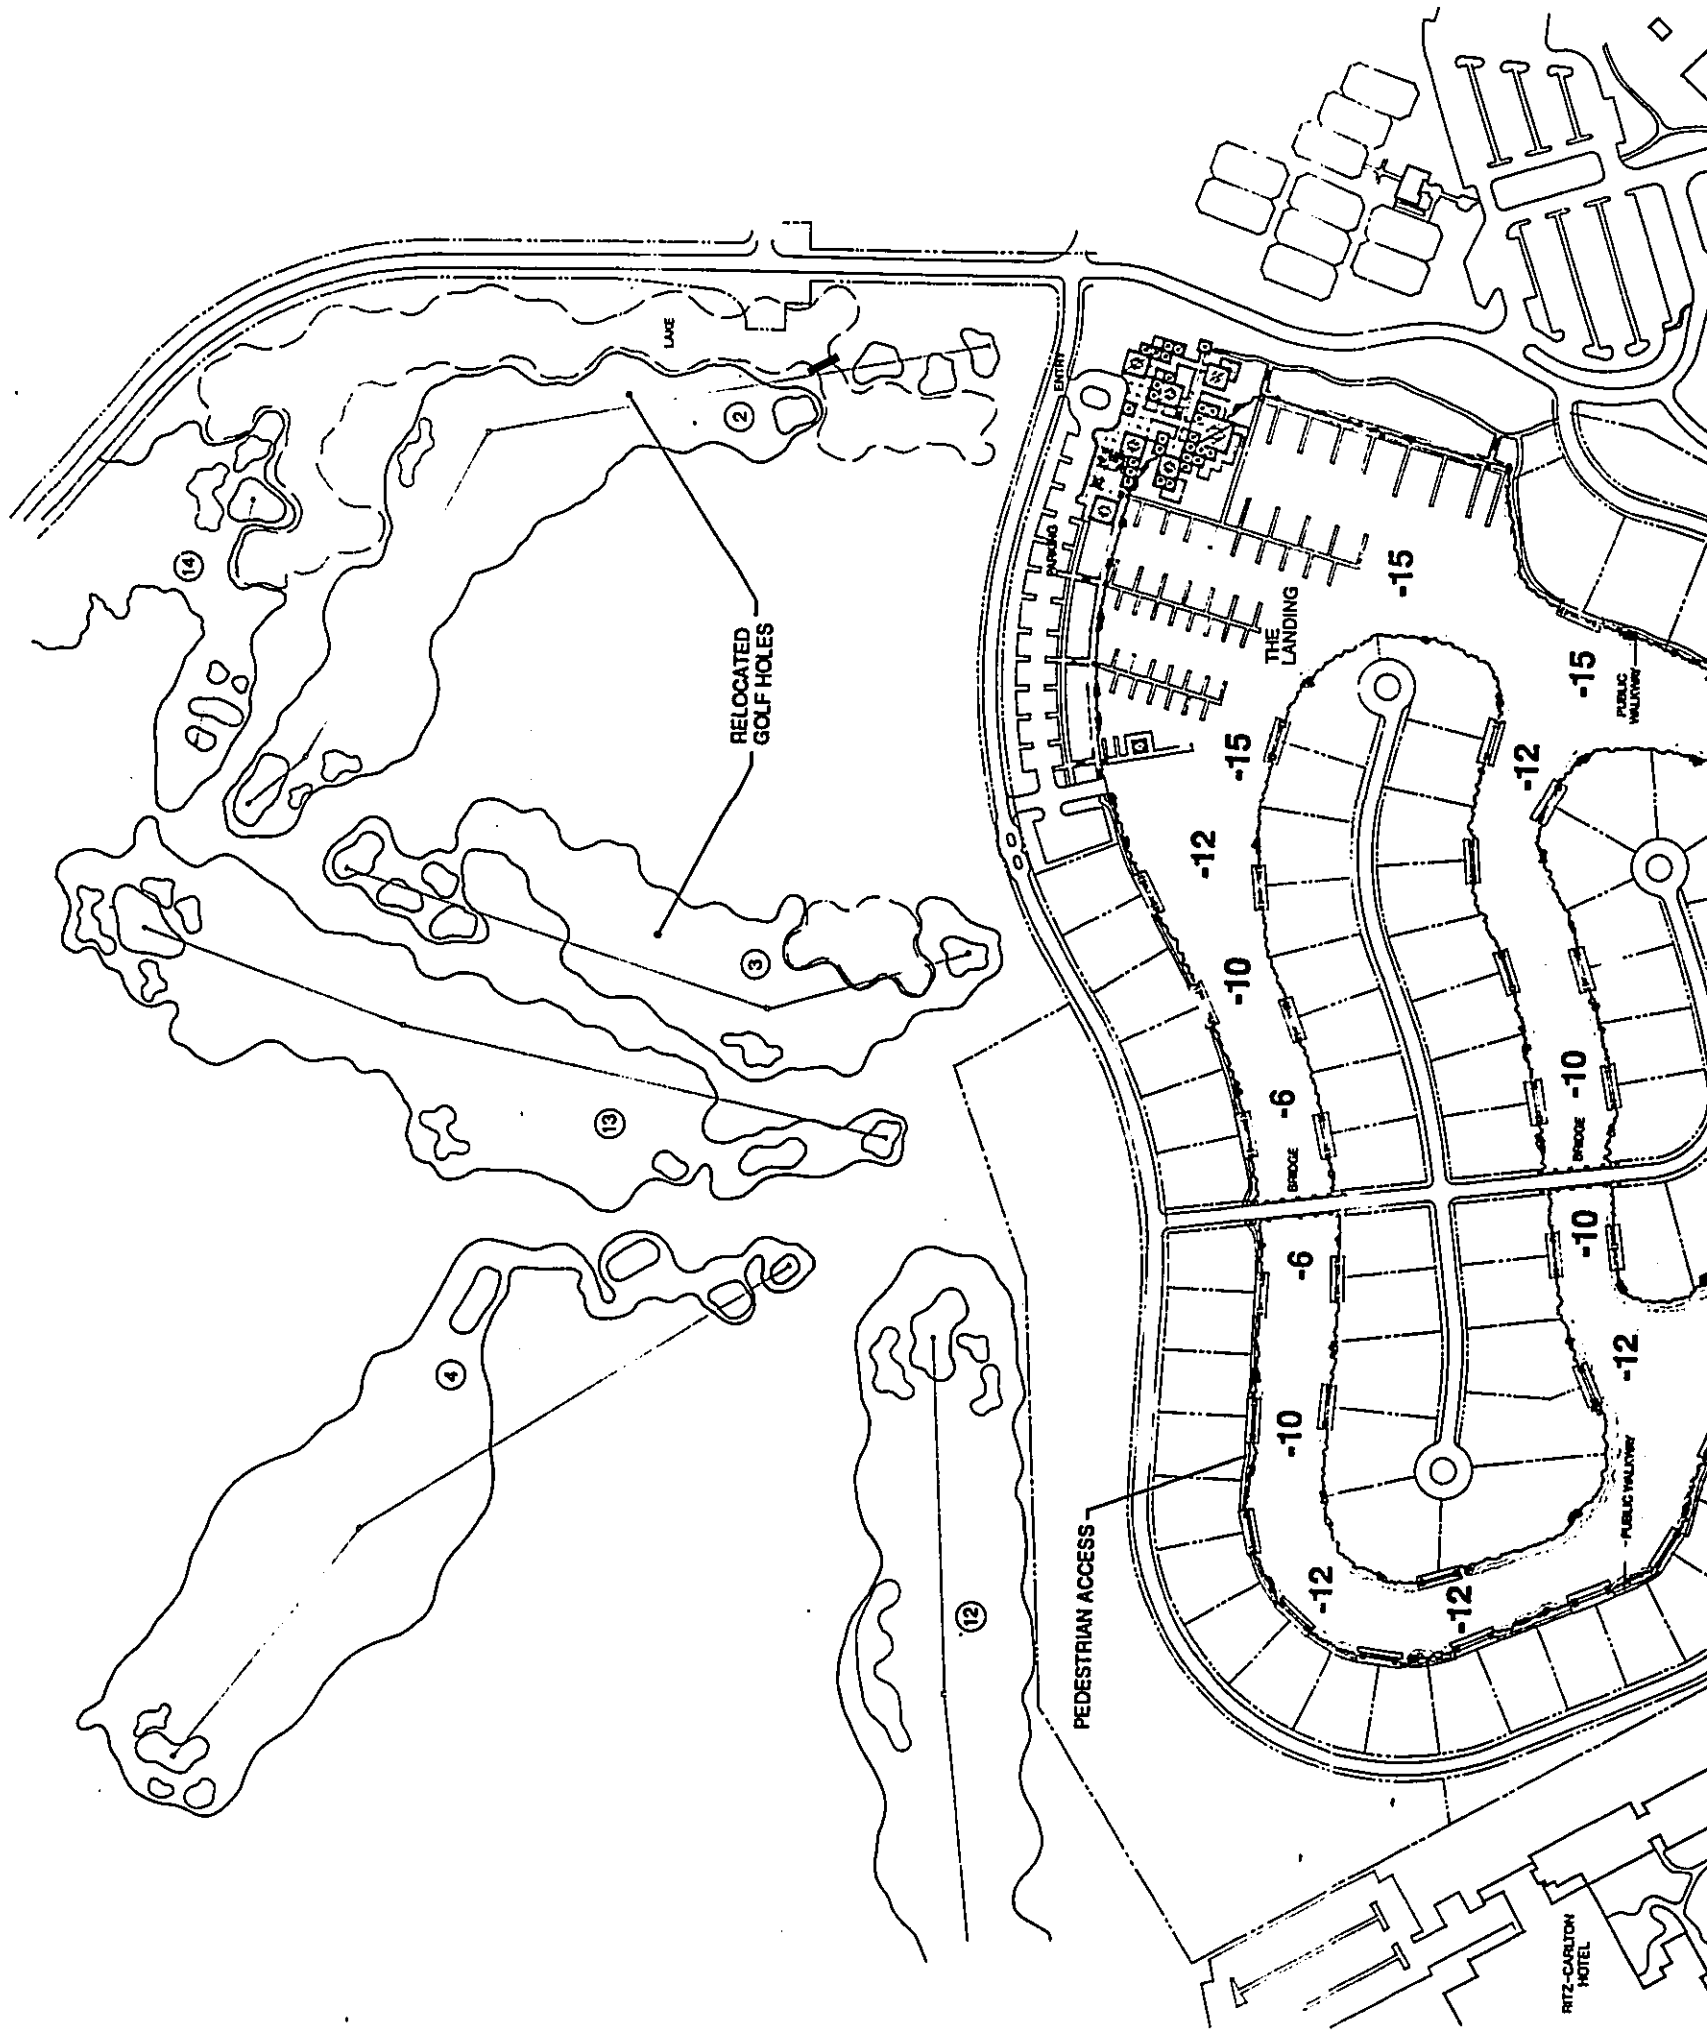 14
2
LAKE
RELOCATED
GOLF HOLES
13
3
4
12
ENTRY
PARKING
THE
LANDING
-15
-15
PUBLIC
WALKWAY
-15
-12
-12
-10
-10
-6
BRIDGE
BRIDGE
-6
-10
-10
-12
PEDESTRIAN ACCESS
PUBLIC WALKWAY
-12
-12
RITZ-CARLTON
HOTEL